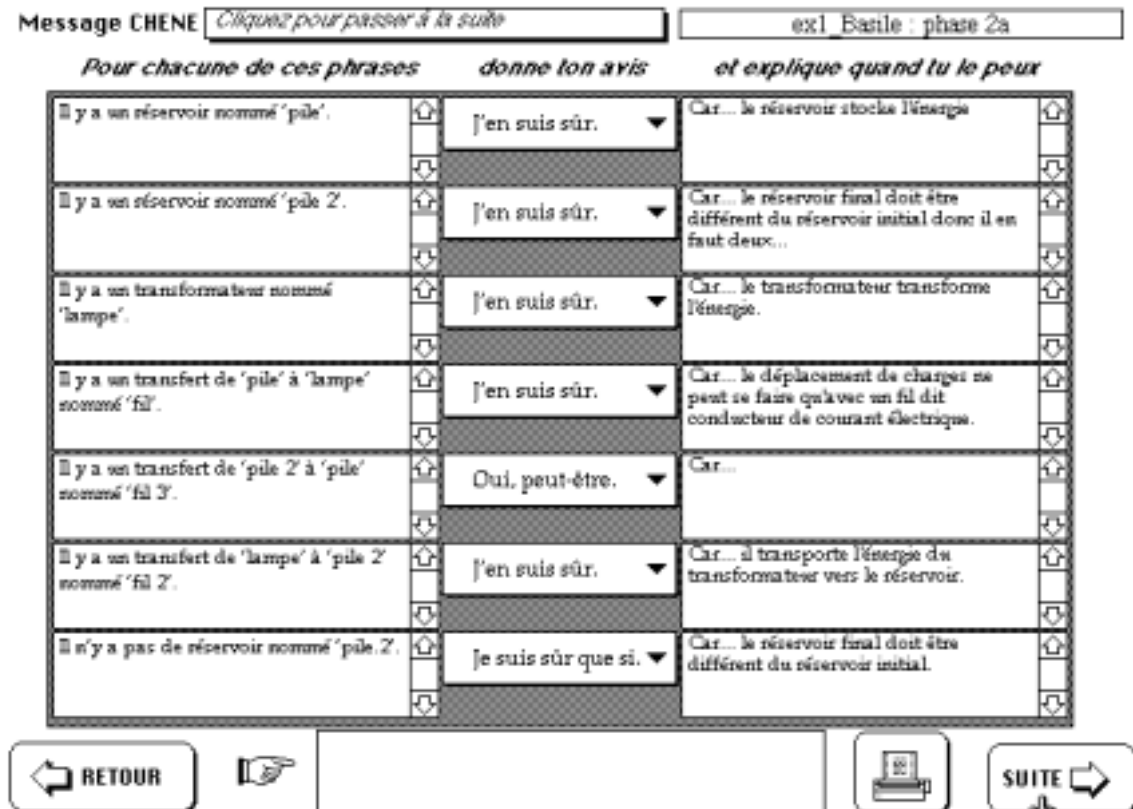 Message CHENE
Cliquez pour passer à la suite
ex1_Basile : phase 2a
Pour chacune de ces phrases
donne ton avis
et explique quand tu le peux
Il y a un réservoir nommé 'pile'.
J'en suis sûr.
Car... le réservoir stocke l'énergie
Il y a un réservoir nommé 'pile 2'.
J'en suis sûr.
Car... le réservoir final doit être
différent du réservoir initial donc il en
faut deux...
Il y a un transformateur nommé
'lampe'.
J'en suis sûr.
Car... le transformateur transforme
l'énergie.
Il y a un transfert de 'pile' à 'lampe'
nommé 'fil'.
J'en suis sûr.
Car... le déplacement de charges ne
peut se faire qu'avec un fil dit
conducteur de courant électrique.
Il y a un transfert de 'pile 2' à 'pile'
nommé 'fil 3'.
Oui, peut-être.
Car...
Il y a un transfert de 'lampe' à 'pile 2'
nommé 'fil 2'.
J'en suis sûr.
Car... il transporte l'énergie du
transformateur vers le réservoir.
Il n'y a pas de réservoir nommé 'pile.2'.
Je suis sûr que si.
Car... le réservoir final doit être
différent du réservoir initial.
RETOUR
SUITE